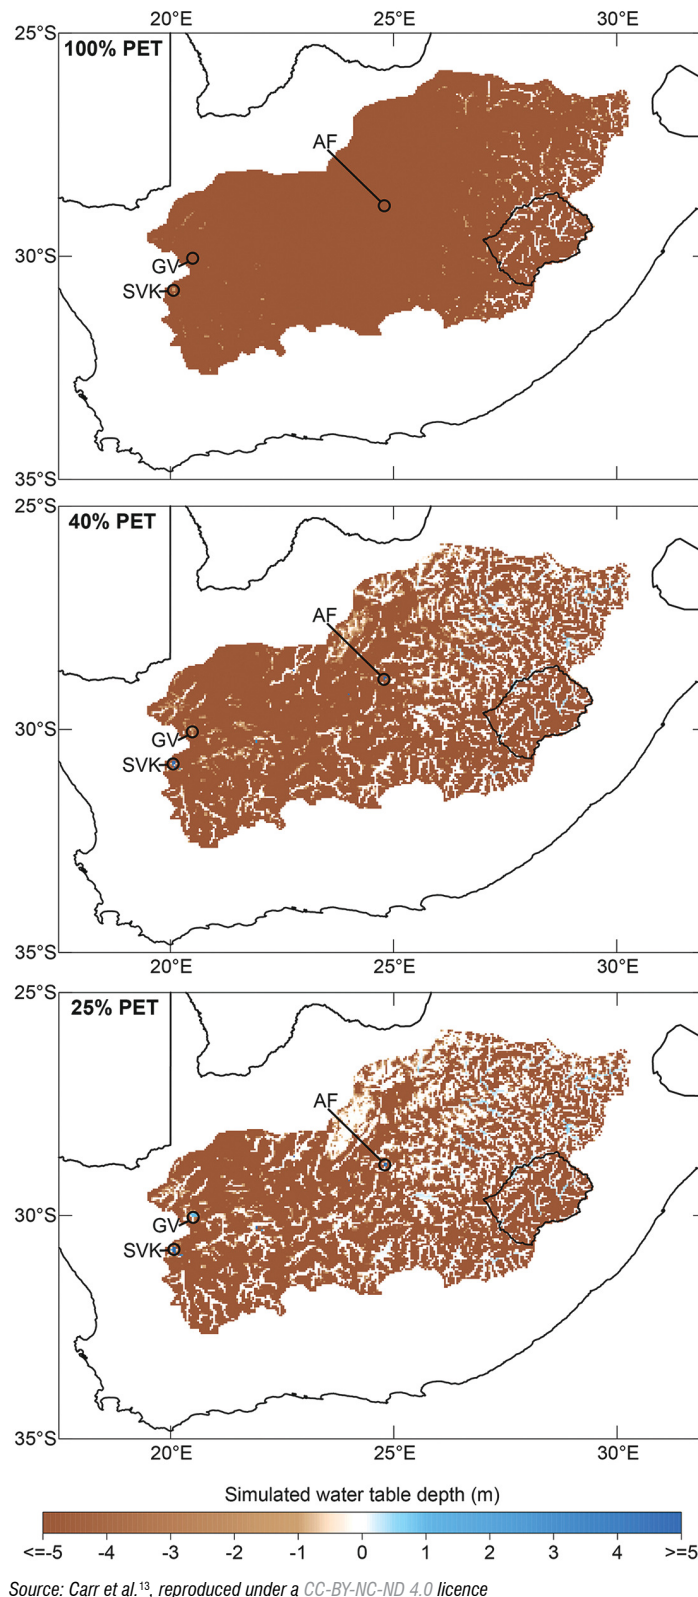 20°E 25°E 30°E
25°S
100% PET
AF
30°S
GV
SVK
35°S
25°S
40% PET
AF
30°S
GV
SVK
35°S
20°E 25°E 30°E
25°S
25% PET
AF
30°S
GV
SVK
35°S
20°E 25°E 30°E
Simulated water table depth (m)
<=-5 -4 -3 -2 -1 0 1 2 3 4 >=5
Source: Carr et al.¹³, reproduced under a CC-BY-NC-ND 4.0 licence